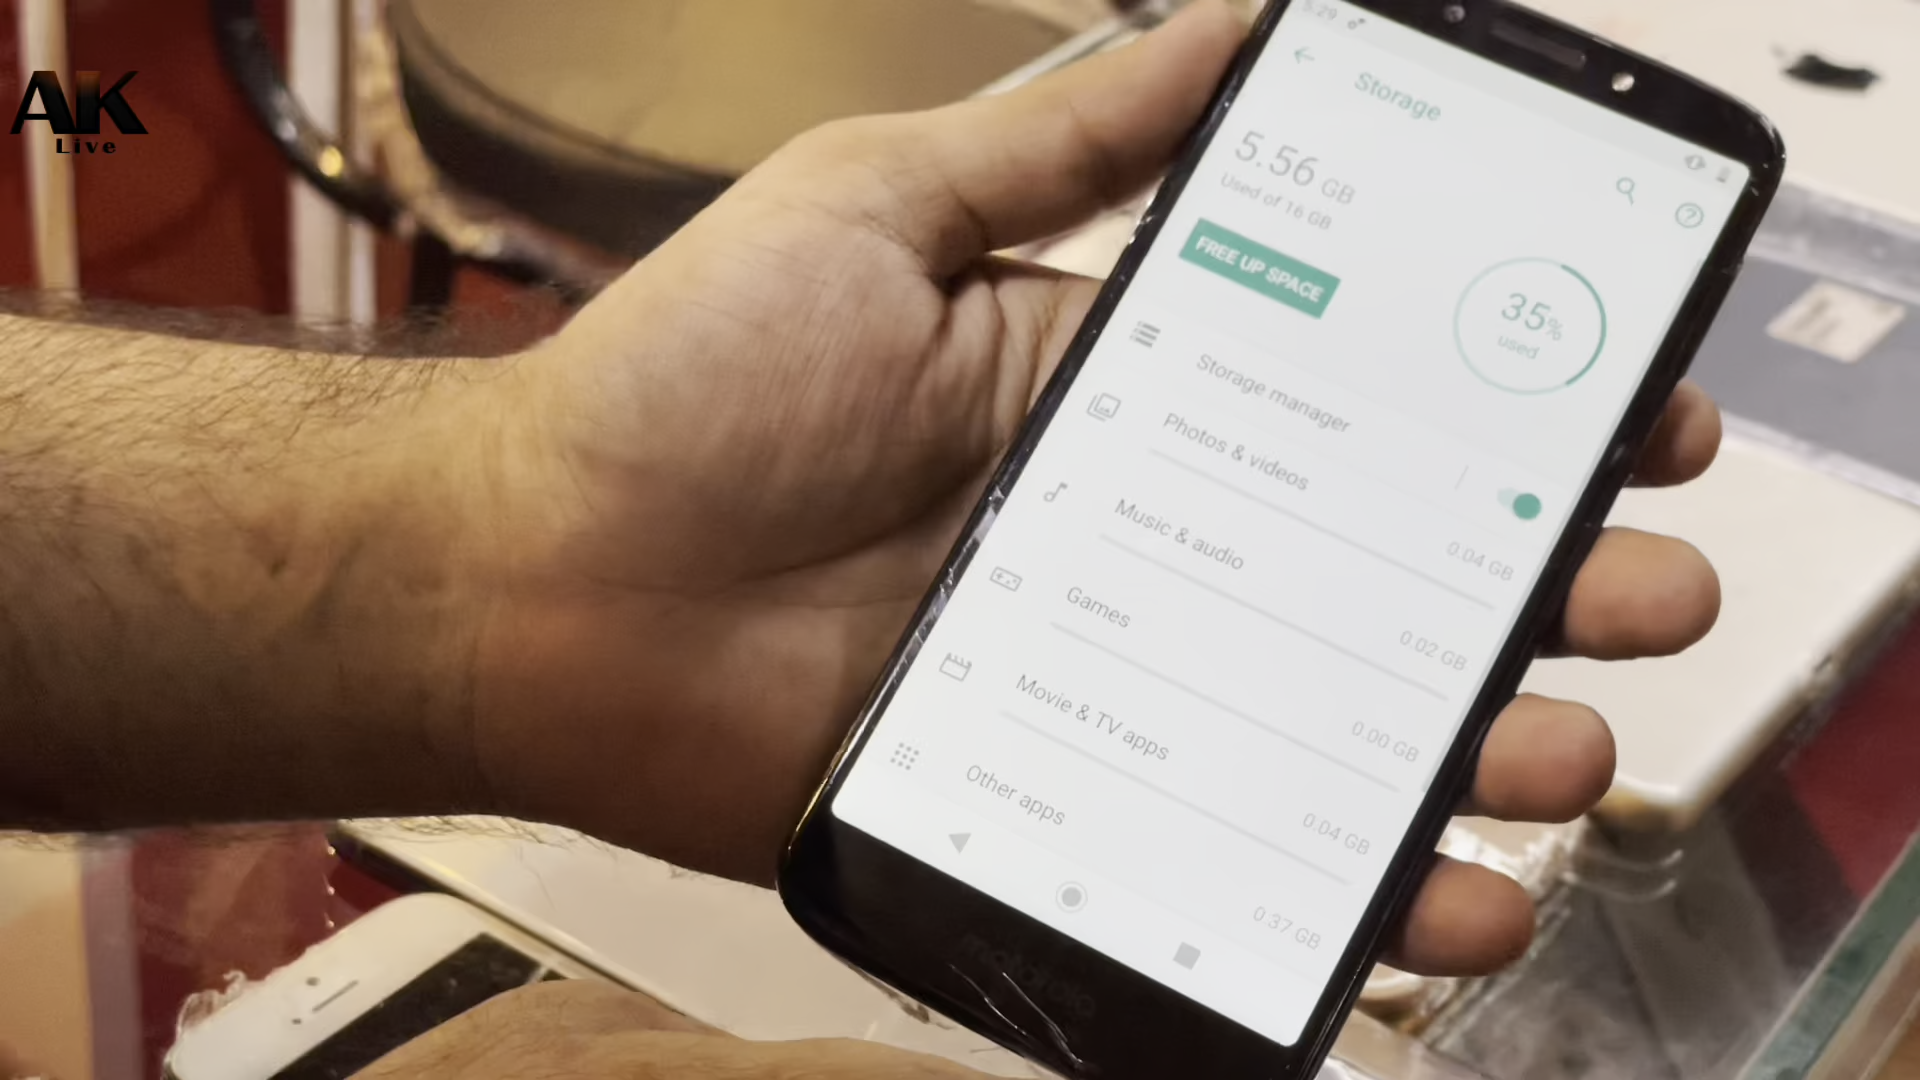 AK
Live
5:29
Storage
5.56 GB
Used of 16 GB
FREE UP SPACE
35%
used
Storage manager
Photos & videos
0.04 GB
Music & audio
0.02 GB
Games
0.00 GB
Movie & TV apps
0.04 GB
Other apps
0.37 GB
motorola